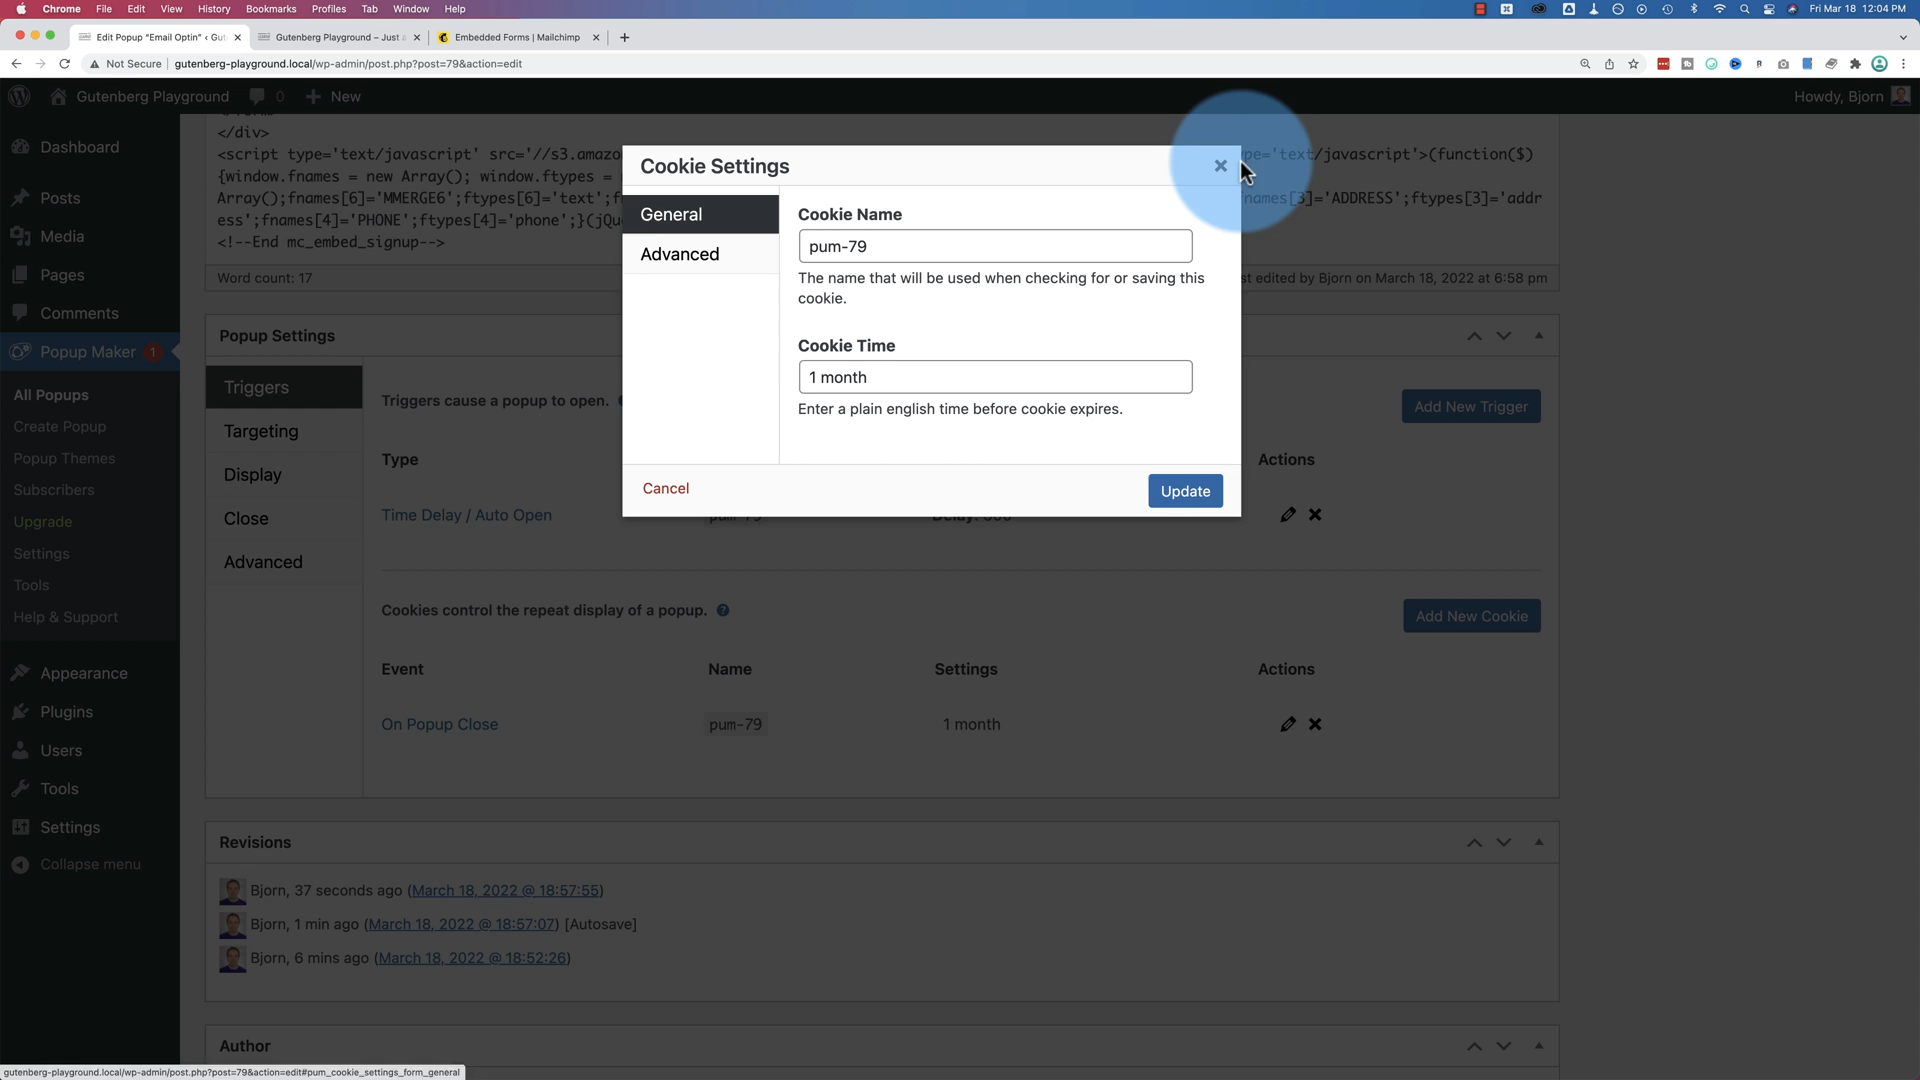 Chrome File Edit View History Bookmarks Profiles Tab Window Help
Fri Mar 18 12:04 PM
Edit Popup "Email Optin" ‹ Gut
Gutenberg Playground – Just a
Embedded Forms | Mailchimp
Not Secure gutenberg-playground.local/wp-admin/post.php?post=79&action=edit
Gutenberg Playground 0 New
Howdy, Bjorn
Dashboard
Posts
Media
Pages
Comments
Popup Maker 1
All Popups
Create Popup
Popup Themes
Subscribers
Upgrade
Settings
Tools
Help & Support
Appearance
Plugins
Users
Tools
Settings
Collapse menu
</div>
<script type='text/javascript' src='//s3.amazo
pe='text/javascript'>(function($)
{window.fnames = new Array(); window.ftypes =
Array();fnames[6]='MMERGE6';ftypes[6]='text';f
names[3]='ADDRESS';ftypes[3]='addr
ess';fnames[4]='PHONE';ftypes[4]='phone';}(jQu
<!--End mc_embed_signup-->
Word count: 17
st edited by Bjorn on March 18, 2022 at 6:58 pm
Cookie Settings
General
Advanced
Cookie Name
pum-79
The name that will be used when checking for or saving this
cookie.
Cookie Time
1 month
Enter a plain english time before cookie expires.
Cancel
Update
Popup Settings
Triggers
Targeting
Display
Close
Advanced
Triggers cause a popup to open.
Add New Trigger
Type
Actions
Time Delay / Auto Open
Cookies control the repeat display of a popup.
Add New Cookie
Event Name Settings Actions
On Popup Close pum-79 1 month
Revisions
Bjorn, 37 seconds ago (March 18, 2022 @ 18:57:55)
Bjorn, 1 min ago (March 18, 2022 @ 18:57:07) [Autosave]
Bjorn, 6 mins ago (March 18, 2022 @ 18:52:26)
Author
gutenberg-playground.local/wp-admin/post.php?post=79&action=edit#pum_cookie_settings_form_general